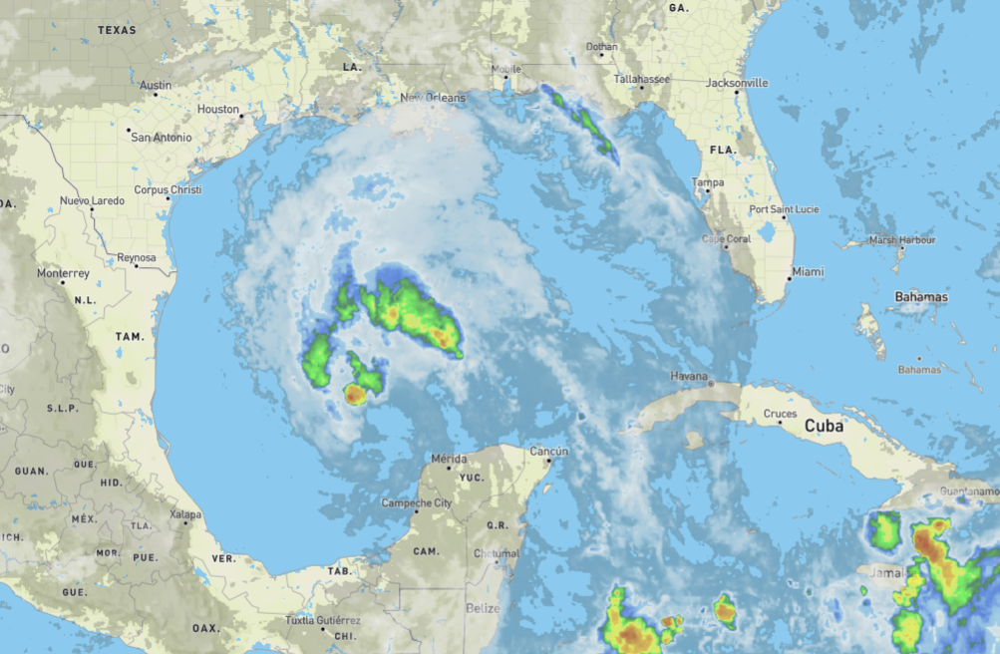 GA.
TEXAS
Dothan
LA.
Mobile
Tallahassee
Jacksonville
Austin
New Orleans
Houston
San Antonio
FLA.
Tampa
Corpus Christi
Nuevo Laredo
Port Saint Lucie
Cape Coral
Marsh Harbour
Reynosa
Monterrey
Miami
N.L.
Bahamas
TAM.
Bahamas
Havana
City
S.L.P.
Cruces
Cuba
Cancún
Mérida
QUE.
GUAN.
YUC.
HID.
Guantanamo
Campeche City
Xalapa
MÉX.
TLA.
Q.R.
MOR.
PUE.
CAM.
Chetumal
VER.
TAB.
Jamai
GUE.
Belize
Tuxtla Gutiérrez
OAX.
CHI.